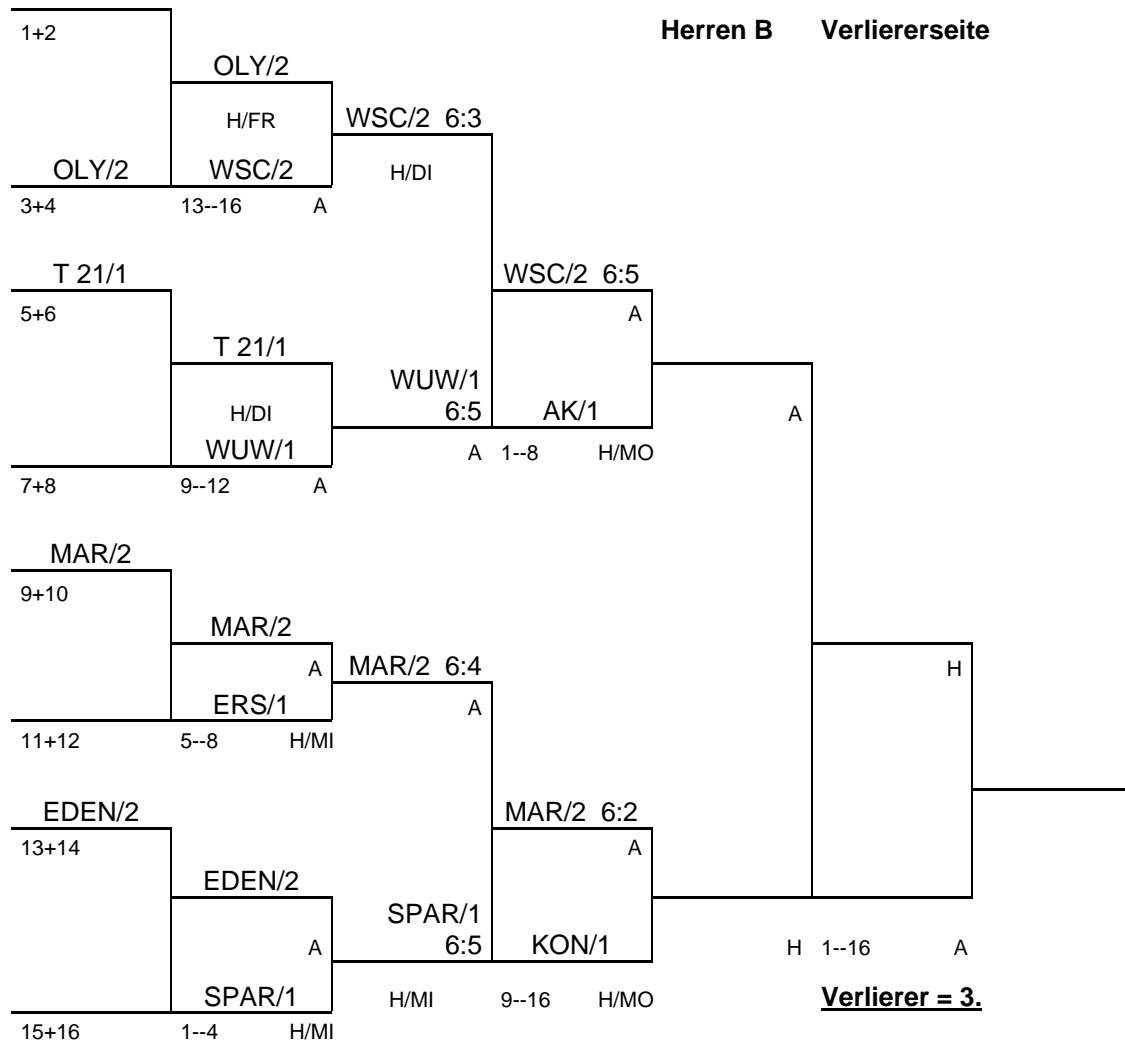 1+2
Herren B Verliererseite
OLY/2
H/FR
WSC/2 6:3
OLY/2
WSC/2
H/DI
3+4
13--16
A
T 21/1
WSC/2 6:5
5+6
A
T 21/1
WUW/1
H/DI
6:5
AK/1
A
WUW/1
A
1--8
H/MO
7+8
9--12
A
MAR/2
9+10
MAR/2
A
MAR/2 6:4
H
ERS/1
A
11+12
5--8
H/MI
EDEN/2
MAR/2 6:2
13+14
A
EDEN/2
SPAR/1
A
6:5
KON/1
H
1--16
A
SPAR/1
H/MI
9--16
H/MO
Verlierer = 3.
15+16
1--4
H/MI